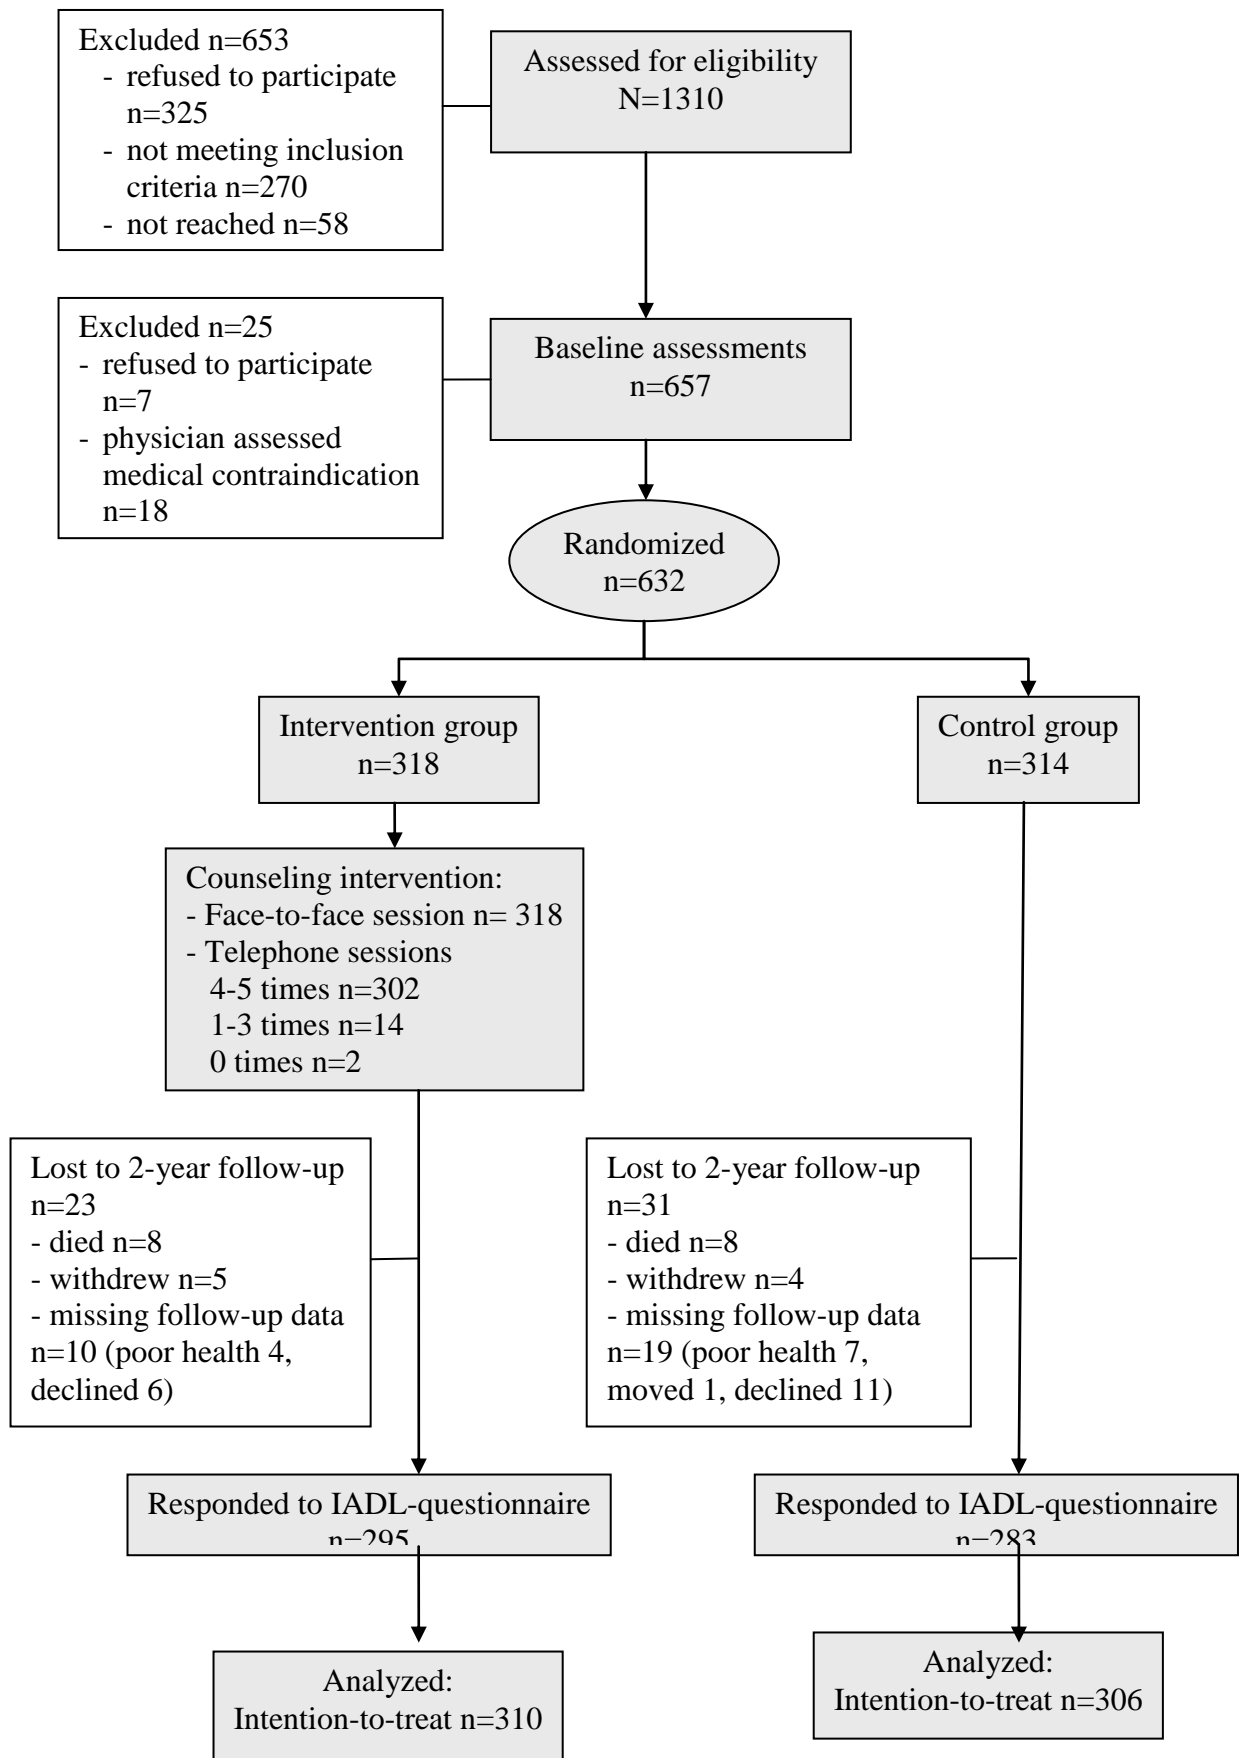 Excluded n=653
- refused to participate
n=325
- not meeting inclusion
criteria n=270
- not reached n=58
Assessed for eligibility
N=1310
Excluded n=25
- refused to participate
n=7
- physician assessed
medical contraindication
n=18
Baseline assessments
n=657
Randomized
n=632
Intervention group
n=318
Control group
n=314
Counseling intervention:
- Face-to-face session n= 318
- Telephone sessions
4-5 times n=302
1-3 times n=14
0 times n=2
Lost to 2-year follow-up
n=23
- died n=8
- withdrew n=5
- missing follow-up data
n=10 (poor health 4,
declined 6)
Lost to 2-year follow-up
n=31
- died n=8
- withdrew n=4
- missing follow-up data
n=19 (poor health 7,
moved 1, declined 11)
Responded to IADL-questionnaire
n=295
Responded to IADL-questionnaire
n=283
Analyzed:
Intention-to-treat n=310
Analyzed:
Intention-to-treat n=306